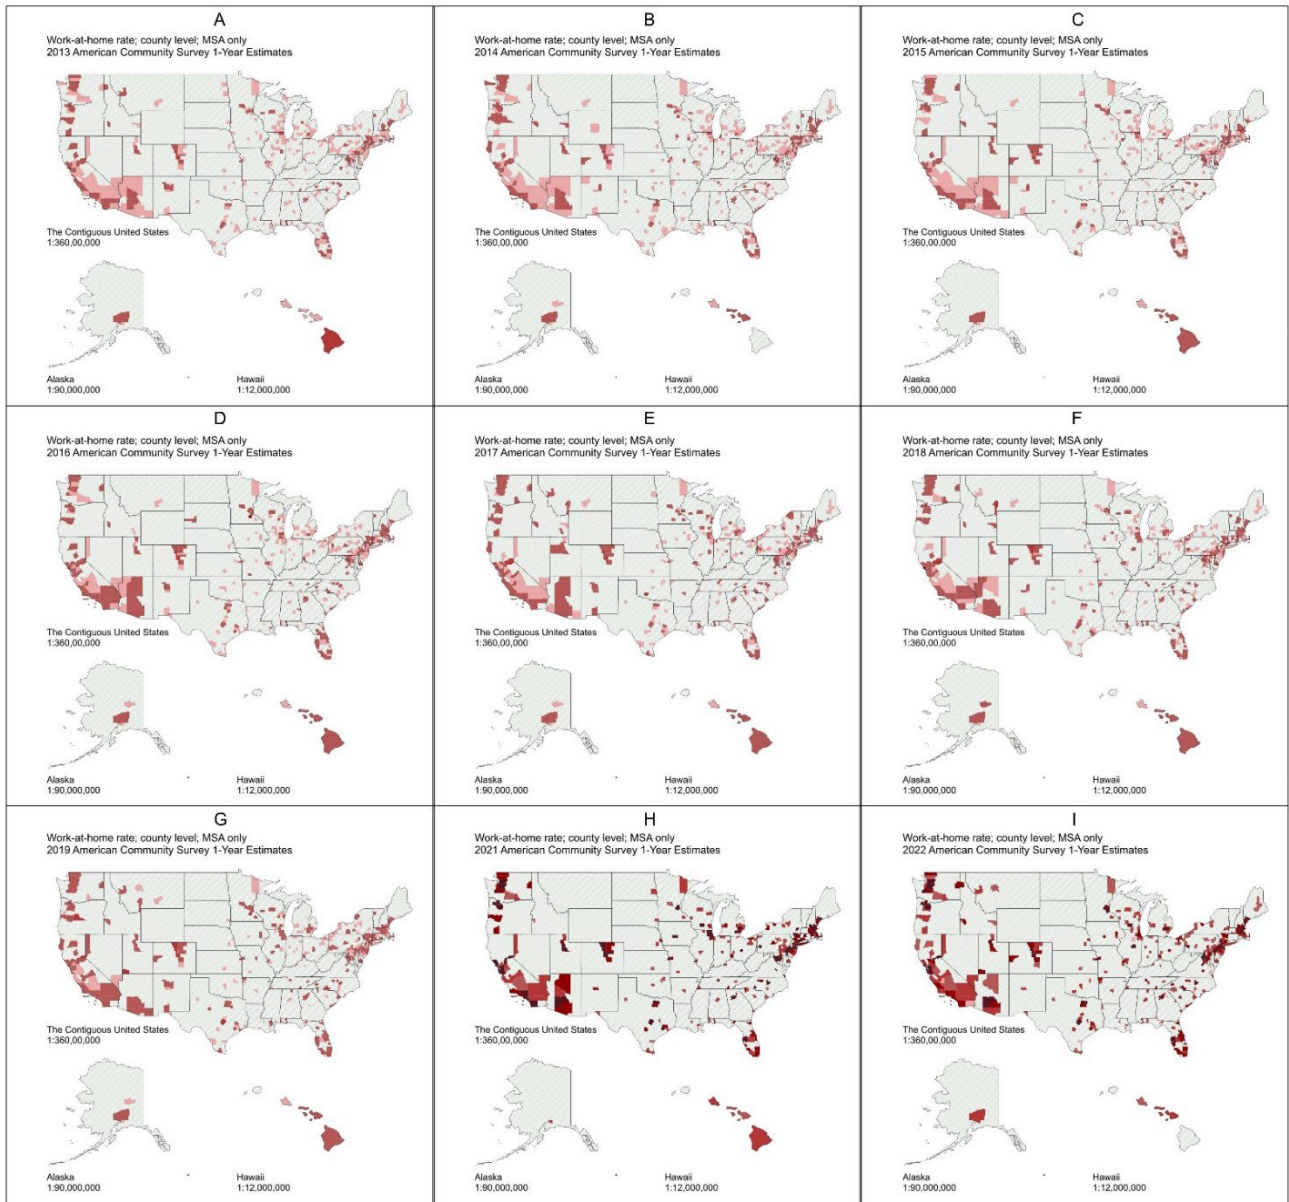 A
Work-at-home rate; county level; MSA only
2013 American Community Survey 1-Year Estimates
The Contiguous United States
1:360,00,000
Alaska
1:90,000,000
Hawaii
1:12,000,000
B
Work-at-home rate; county level; MSA only
2014 American Community Survey 1-Year Estimates
The Contiguous United States
1:360,00,000
Alaska
1:90,000,000
Hawaii
1:12,000,000
C
Work-at-home rate; county level; MSA only
2015 American Community Survey 1-Year Estimates
The Contiguous United States
1:360,00,000
Alaska
1:90,000,000
Hawaii
1:12,000,000
D
Work-at-home rate; county level; MSA only
2016 American Community Survey 1-Year Estimates
The Contiguous United States
1:360,00,000
Alaska
1:90,000,000
Hawaii
1:12,000,000
E
Work-at-home rate; county level; MSA only
2017 American Community Survey 1-Year Estimates
The Contiguous United States
1:360,00,000
Alaska
1:90,000,000
Hawaii
1:12,000,000
F
Work-at-home rate; county level; MSA only
2018 American Community Survey 1-Year Estimates
The Contiguous United States
1:360,00,000
Alaska
1:90,000,000
Hawaii
1:12,000,000
G
Work-at-home rate; county level; MSA only
2019 American Community Survey 1-Year Estimates
The Contiguous United States
1:360,00,000
Alaska
1:90,000,000
Hawaii
1:12,000,000
H
Work-at-home rate; county level; MSA only
2021 American Community Survey 1-Year Estimates
The Contiguous United States
1:360,00,000
Alaska
1:90,000,000
Hawaii
1:12,000,000
I
Work-at-home rate; county level; MSA only
2022 American Community Survey 1-Year Estimates
The Contiguous United States
1:360,00,000
Alaska
1:90,000,000
Hawaii
1:12,000,000